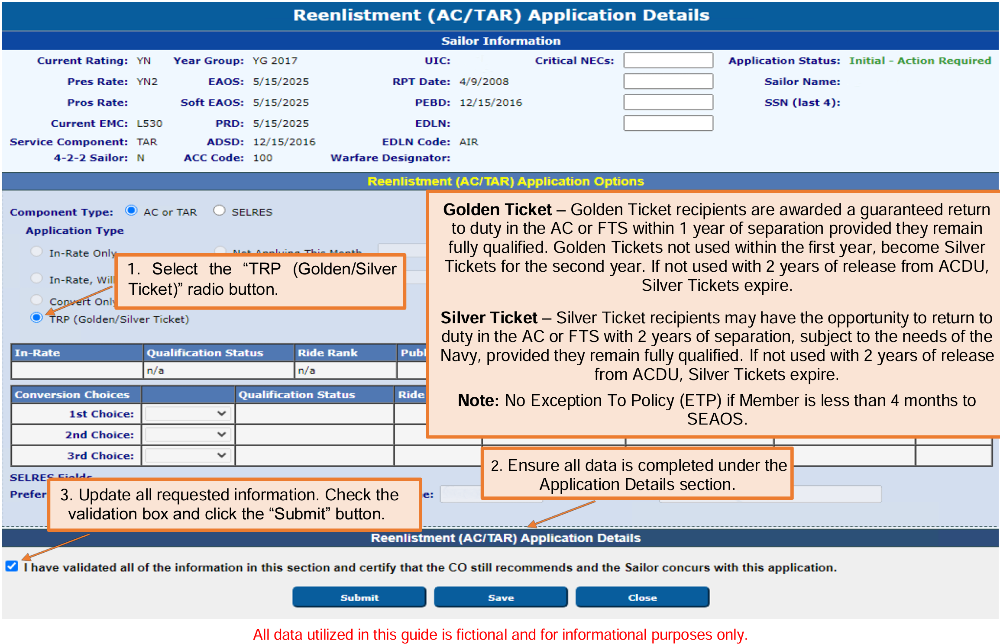 Reenlistment (AC/TAR) Application Details
Sailor Information
Current Rating: YN Year Group: YG 2017 UIC: Critical NECs: Application Status: Initial - Action Required
Pres Rate: YN2 EAOS: 5/15/2025 RPT Date: 4/9/2008 Sailor Name:
Pros Rate: Soft EAOS: 5/15/2025 PEBD: 12/15/2016 SSN (last 4):
Current EMC: L530 PRD: 5/15/2025 EDLN:
Service Component: TAR ADSD: 12/15/2016 EDLN Code: AIR
4-2-2 Sailor: N ACC Code: 100 Warfare Designator:
Reenlistment (AC/TAR) Application Options
Component Type: AC or TAR SELRES
Application Type
In-Rate Only Not Applying This Month
In-Rate, Will
Convert Only
TRP (Golden/Silver Ticket)
1. Select the “TRP (Golden/Silver
Ticket)” radio button.
Golden Ticket – Golden Ticket recipients are awarded a guaranteed return
to duty in the AC or FTS within 1 year of separation provided they remain
fully qualified. Golden Tickets not used within the first year, become Silver
Tickets for the second year. If not used with 2 years of release from ACDU,
Silver Tickets expire.
Silver Ticket – Silver Ticket recipients may have the opportunity to return to
duty in the AC or FTS with 2 years of separation, subject to the needs of the
Navy, provided they remain fully qualified. If not used with 2 years of release
from ACDU, Silver Tickets expire.
Note: No Exception To Policy (ETP) if Member is less than 4 months to
SEAOS.
In-Rate Qualification Status Ride Rank Publ
n/a n/a
Conversion Choices Qualification Status Ride
1st Choice:
2nd Choice:
3rd Choice:
2. Ensure all data is completed under the
Application Details section.
SELRES Fields
Prefer e:
3. Update all requested information. Check the
validation box and click the “Submit” button.
Reenlistment (AC/TAR) Application Details
I have validated all of the information in this section and certify that the CO still recommends and the Sailor concurs with this application.
Submit Save Close
All data utilized in this guide is fictional and for informational purposes only.